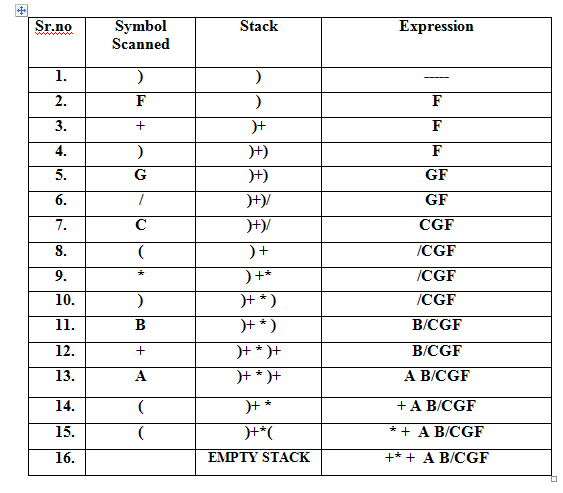 Sr.no Symbol Scanned Stack Expression
1. ) ) -----
2. F ) F
3. + )+ F
4. ) )+) F
5. G )+) GF
6. / )+)/ GF
7. C )+)/ CGF
8. ( ) + /CGF
9. * ) +* /CGF
10. ) )+ * ) /CGF
11. B )+ * ) B/CGF
12. + )+ * )+ B/CGF
13. A )+ * )+ A B/CGF
14. ( )+ * + A B/CGF
15. ( )+*( *+ A B/CGF
16. EMPTY STACK +*+ A B/CGF